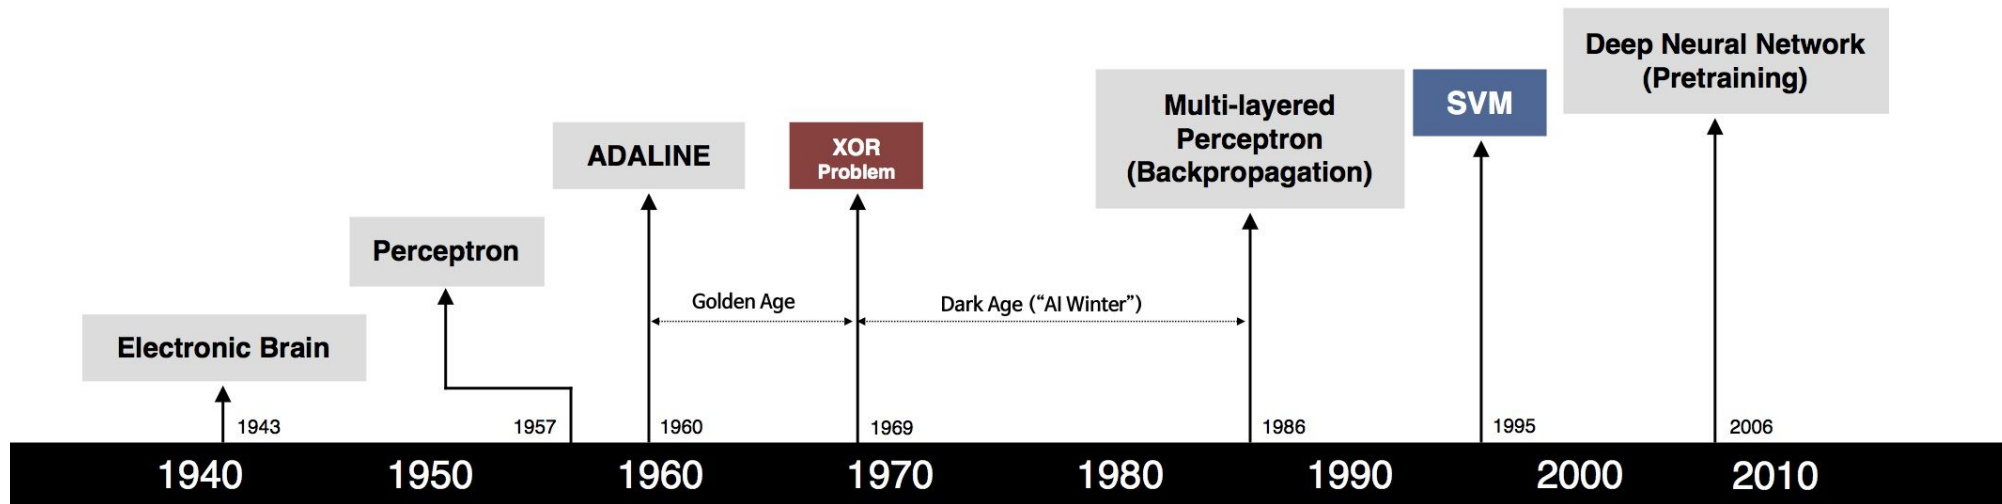 Deep Neural Network
(Pretraining)
Multi-layered
Perceptron
(Backpropagation)
SVM
ADALINE
XOR
Problem
Perceptron
Golden Age
Dark Age (“AI Winter”)
Electronic Brain
1943
1957
1960
1969
1986
1995
2006
1940
1950
1960
1970
1980
1990
2000
2010